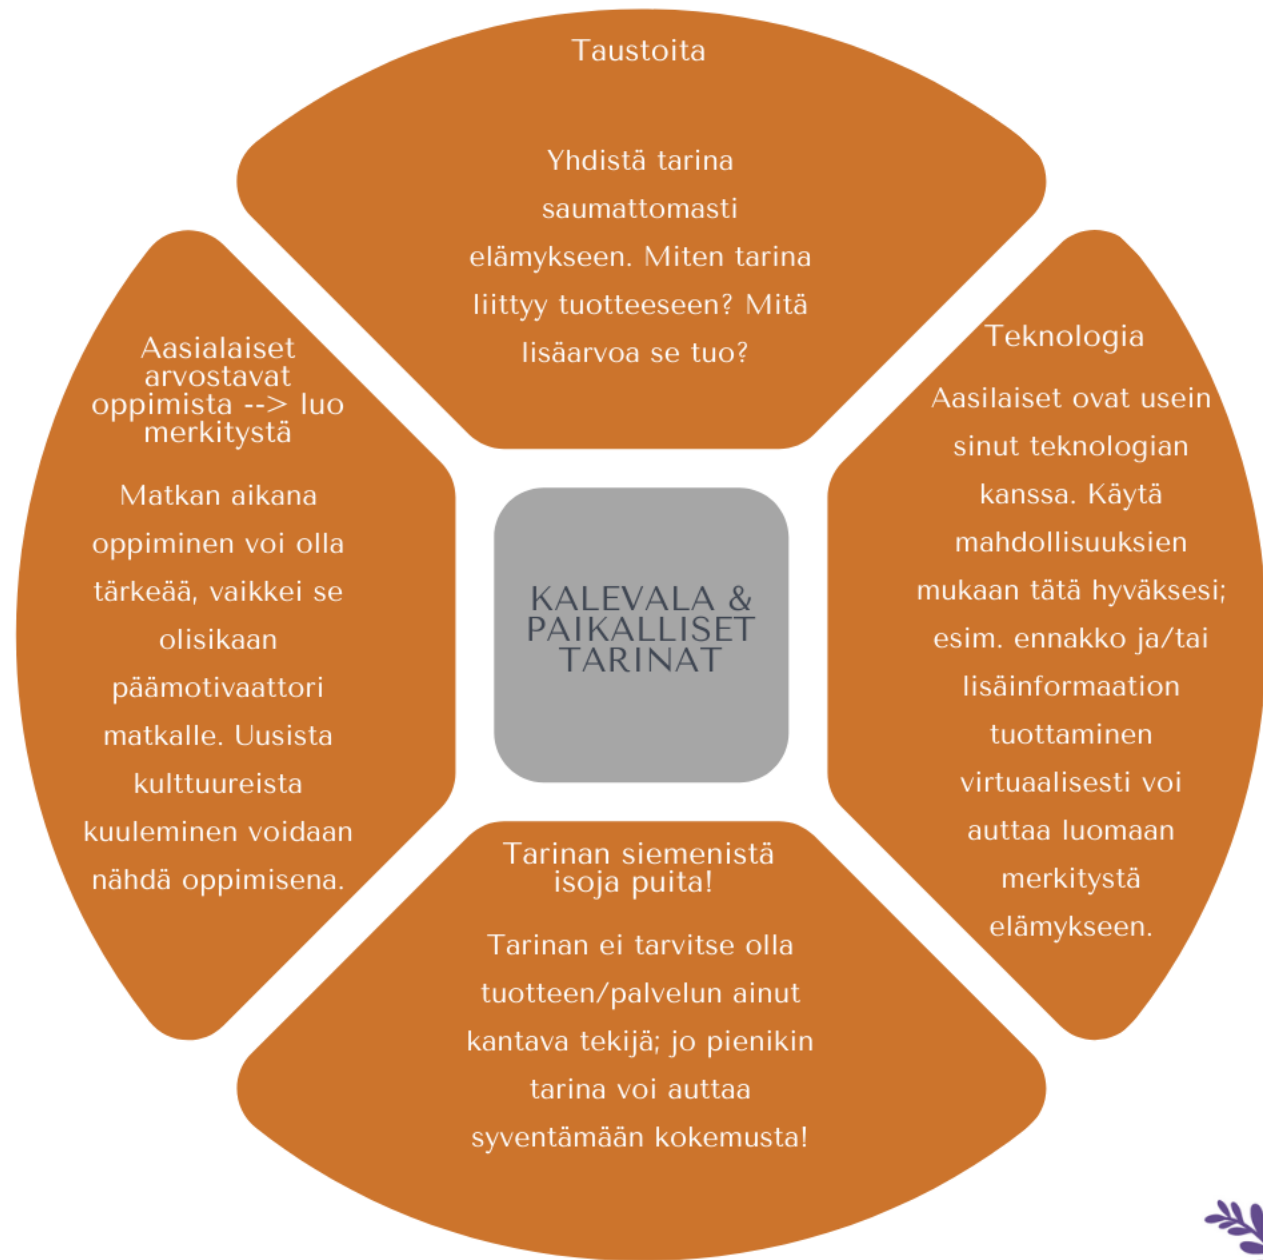 Taustoita
Yhdistä tarina
saumattomasti
elämykseen. Miten tarina
liittyy tuotteeseen? Mitä
lisäarvoa se tuo?
Aasialaiset
arvostavat
oppimista --> luo
merkitystä
Matkan aikana
oppiminen voi olla
tärkeää, vaikkei se
olisikaan
päämotivaattori
matkalle. Uusista
kulttuureista
kuuleminen voidaan
nähdä oppimisena.
KALEVALA &
PAIKALLISET
TARINAT
Teknologia
Aasilaiset ovat usein
sinut teknologian
kanssa. Käytä
mahdollisuuksien
mukaan tätä hyväksesi;
esim. ennakko ja/tai
lisäinformaation
tuottaminen
virtuaalisesti voi
auttaa luomaan
merkitystä
elämykseen.
Tarinan siemenistä
isoja puita!
Tarinan ei tarvitse olla
tuotteen/palvelun ainut
kantava tekijä; jo pienikin
tarina voi auttaa
syventämään kokemusta!